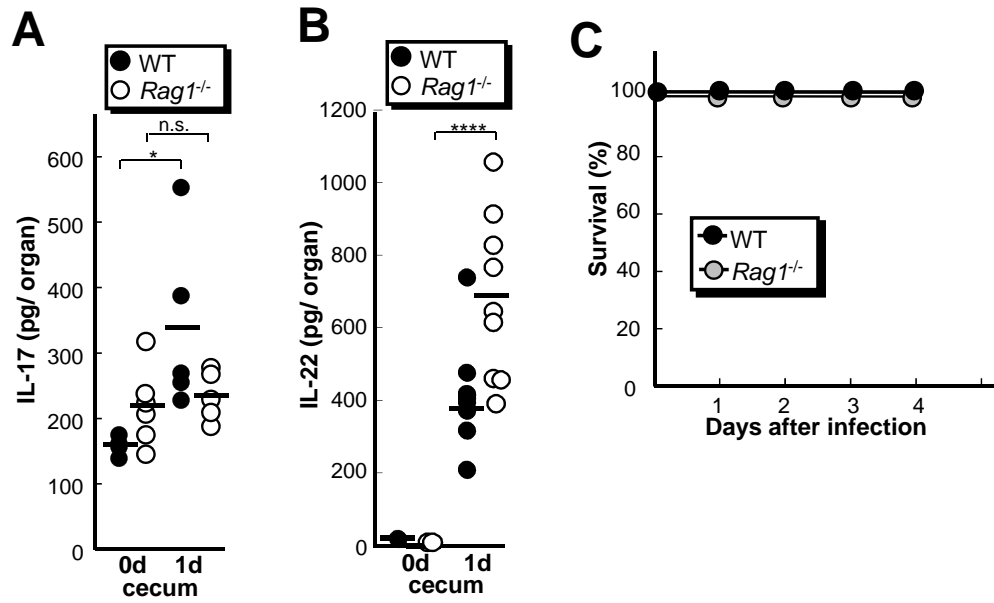 A
WT
Rag1-/-
n.s.
*
600
500
400
300
200
100
0
IL-17 (pg/ organ)
0d 1d
cecum
B
WT
Rag1-/-
****
1200
1000
800
600
400
200
0
IL-22 (pg/ organ)
0d 1d
cecum
C
100
80
60
40
20
0
Survival (%)
WT
Rag1-/-
1 2 3 4
Days after infection